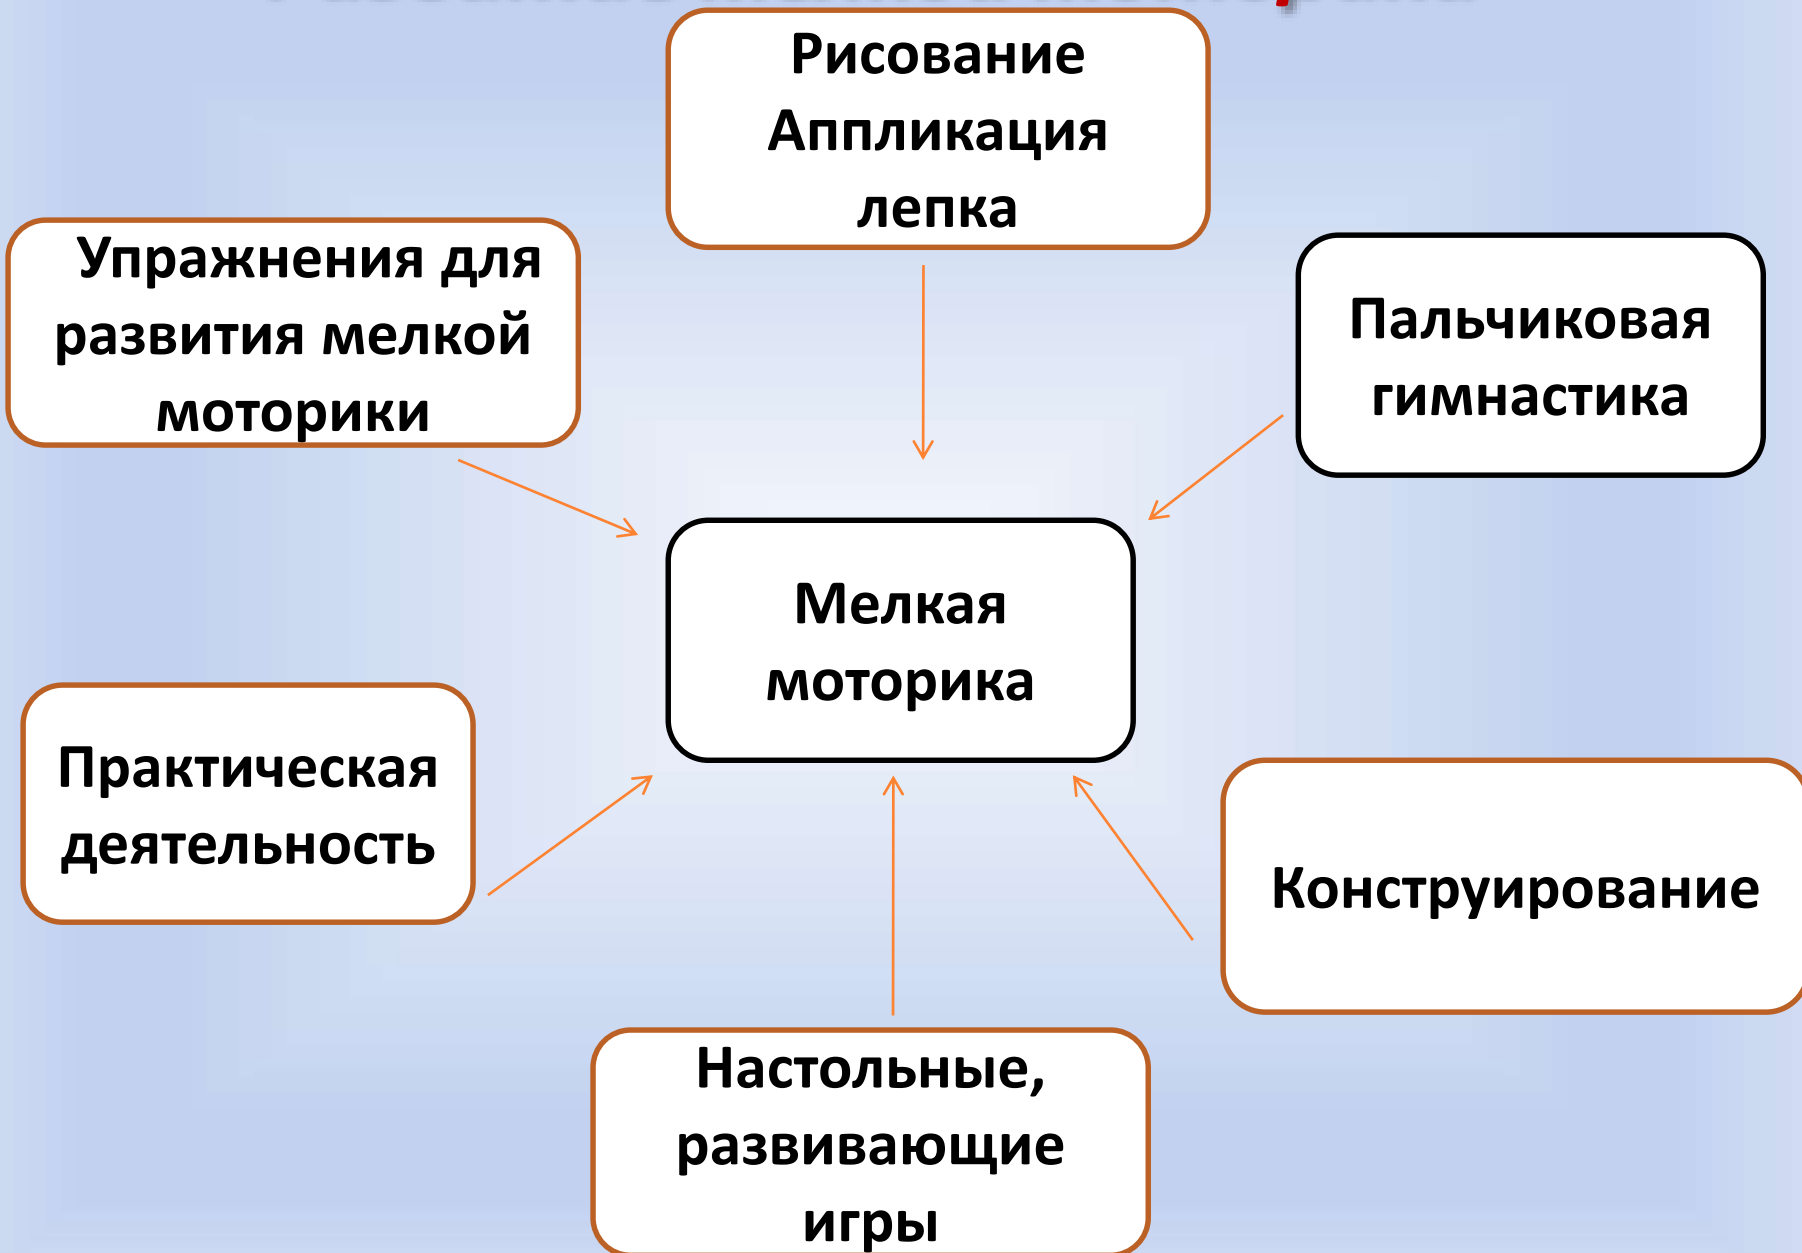 Рисование
Аппликация
лепка
Упражнения для
развития мелкой
моторики
Пальчиковая
гимнастика
Мелкая
моторика
Практическая
деятельность
Конструирование
Настольные,
развивающие
игры